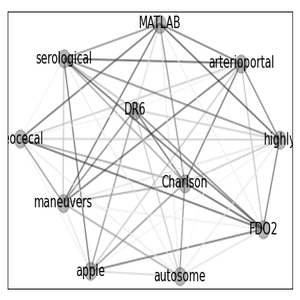 MATLAB
serological
arterioportal
DR6
highly
Charlson
maneuvers
FDO2
apple
autosome